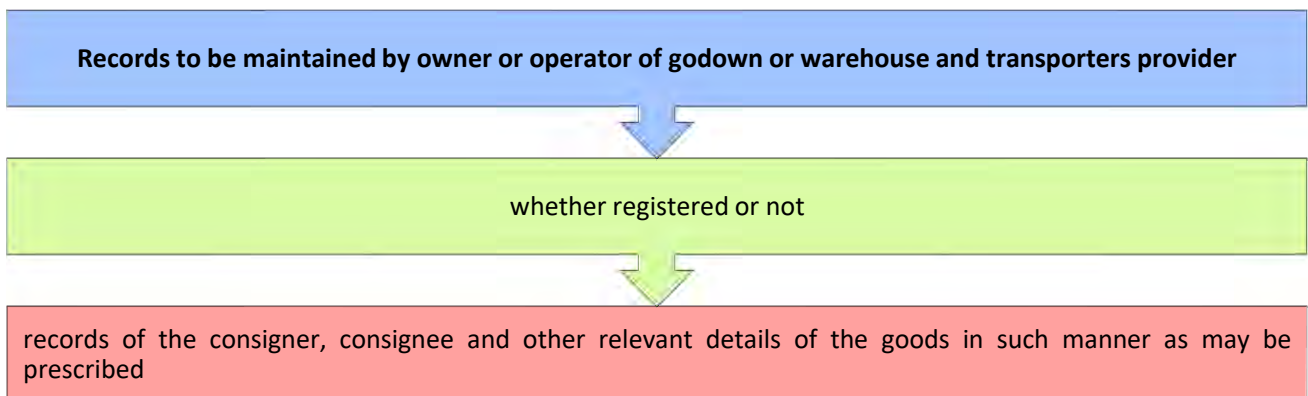 Records to be maintained by owner or operator of godown or warehouse and transporters provider
whether registered or not
records of the consigner, consignee and other relevant details of the goods in such manner as may be
prescribed